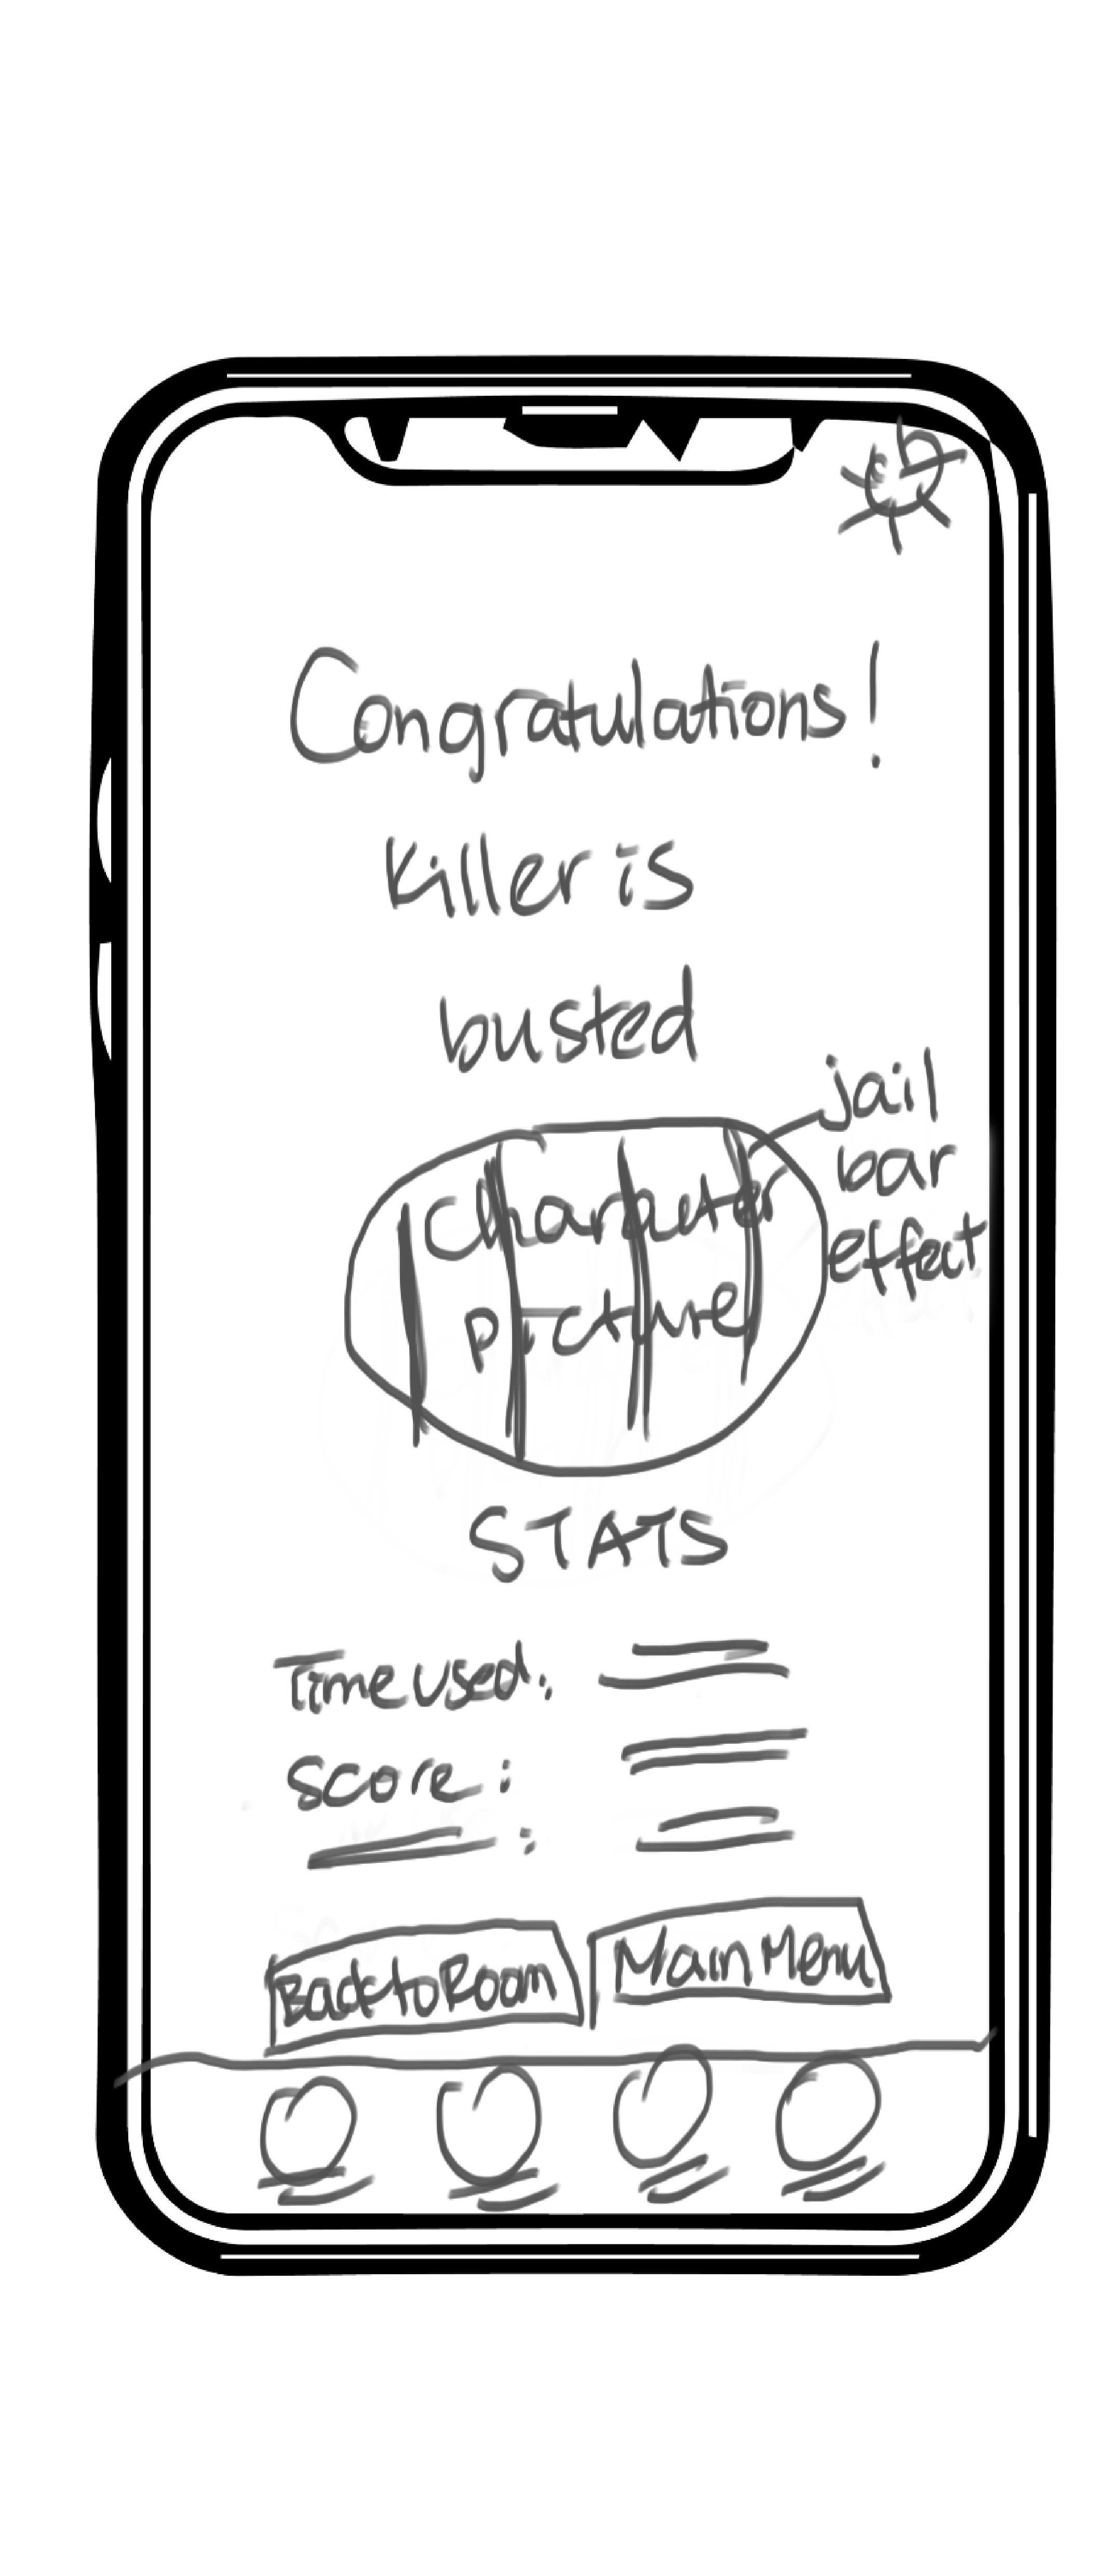 Congratulations!
Killer is
busted
jail
bar
effect
Character
picture
STATS
Time used:
Score:
:
Back to Room
Main Menu